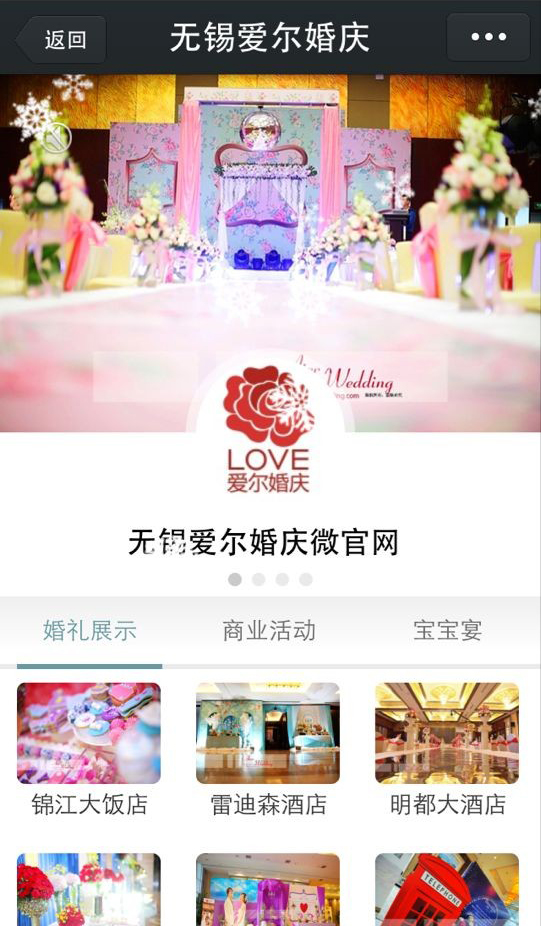 返回
无锡爱尔婚庆
Wedding
LOVE
爱尔婚庆
无锡爱尔婚庆微官网
婚礼展示
商业活动
宝宝宴
锦江大饭店
雷迪森酒店
明都大酒店
TELEPHONE